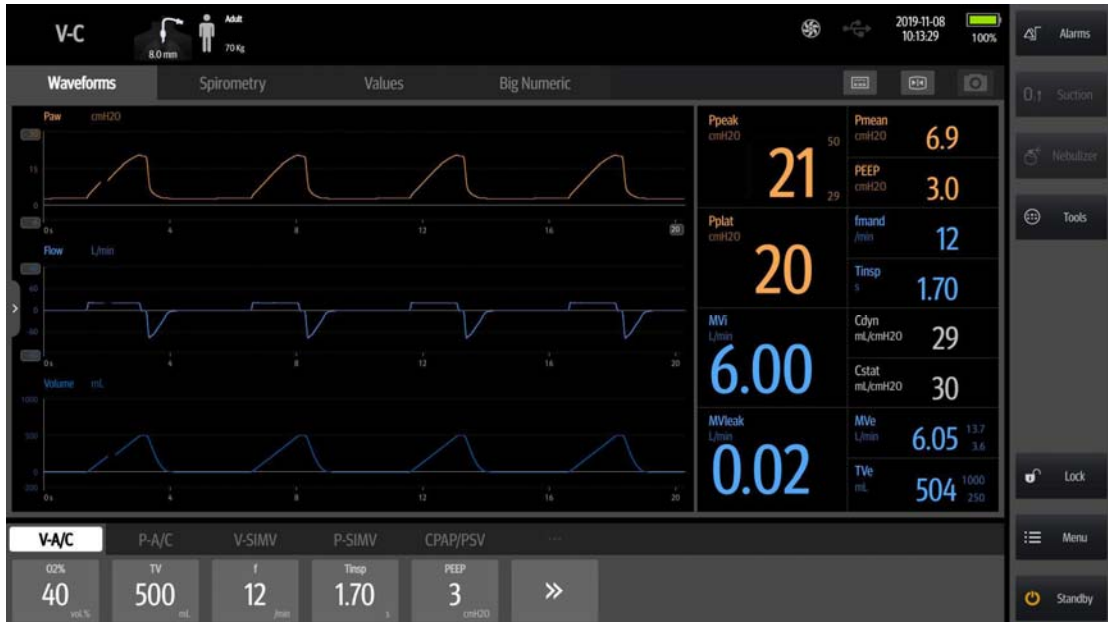 V-C
8.0 mm
Adult
70 Kg
2019-11-08
10:13:29
100%
Waveforms
Spirometry
Values
Big Numeric
Paw cmH2O
15
0
0 s 4 8 12 16 20
Flow L/min
60
0
-60
0 s 4 8 12 16 20
Volume mL
1000
500
0
-200
0 s 4 8 12 16 20
Ppeak
cmH2O
21
50
29
Pmean
cmH2O
6.9
PEEP
cmH2O
3.0
Pplat
cmH2O
20
fmand
/min
12
Tinsp
s
1.70
MVi
L/min
6.00
Cdyn
mL/cmH2O
29
Cstat
mL/cmH2O
30
MVleak
L/min
0.02
MVe
L/min
6.05
13.7
3.6
TVe
mL
504
1000
250
V-A/C
P-A/C
V-SIMV
P-SIMV
CPAP/PSV
...
O2%
40
vol.%
TV
500
mL
f
12
/min
Tinsp
1.70
s
PEEP
3
cmH2O
Alarms
Suction
Nebulizer
Tools
Lock
Menu
Standby